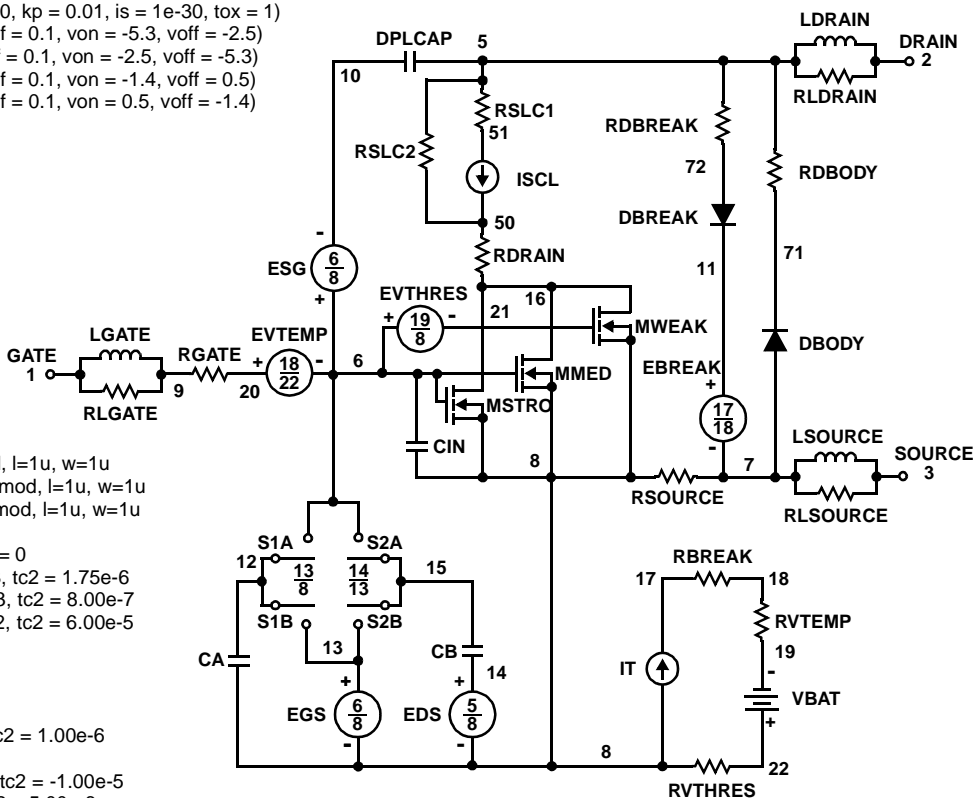 0, kp = 0.01, is = 1e-30, tox = 1)
f = 0.1, von = -5.3, voff = -2.5)
= 0.1, von = -2.5, voff = -5.3)
f = 0.1, von = -1.4, voff = 0.5)
f = 0.1, von = 0.5, voff = -1.4)
DPLCAP 5
10
LDRAIN
DRAIN
2
RLDRAIN
RSLC1
51
RSLC2
ISCL
50
RDRAIN
RDBREAK
72
RDBODY
DBREAK
11
71
ESG 6
8
-
+
EVTHRES
+ 19 -
8
16
21
MWEAK
LGATE
GATE
1
RLGATE
9
RGATE
EVTEMP
+ 18 -
22
20
6
MMED
MSTRO
CIN
8
EBREAK +
17
18
-
DBODY
LSOURCE
SOURCE
3
RLSOURCE
7
RSOURCE
, l=1u, w=1u
mod, l=1u, w=1u
mod, l=1u, w=1u
= 0
, tc2 = 1.75e-6
3, tc2 = 8.00e-7
2, tc2 = 6.00e-5
S1A
S2A
12
13
8
14
13
15
S1B
S2B
13
CA
CB
14
+
EGS 6
8
-
+
EDS 5
8
-
8
RBREAK
17
18
RVTEMP
19
-
IT
VBAT
+
22
RVTHRES
c2 = 1.00e-6
tc2 = -1.00e-5